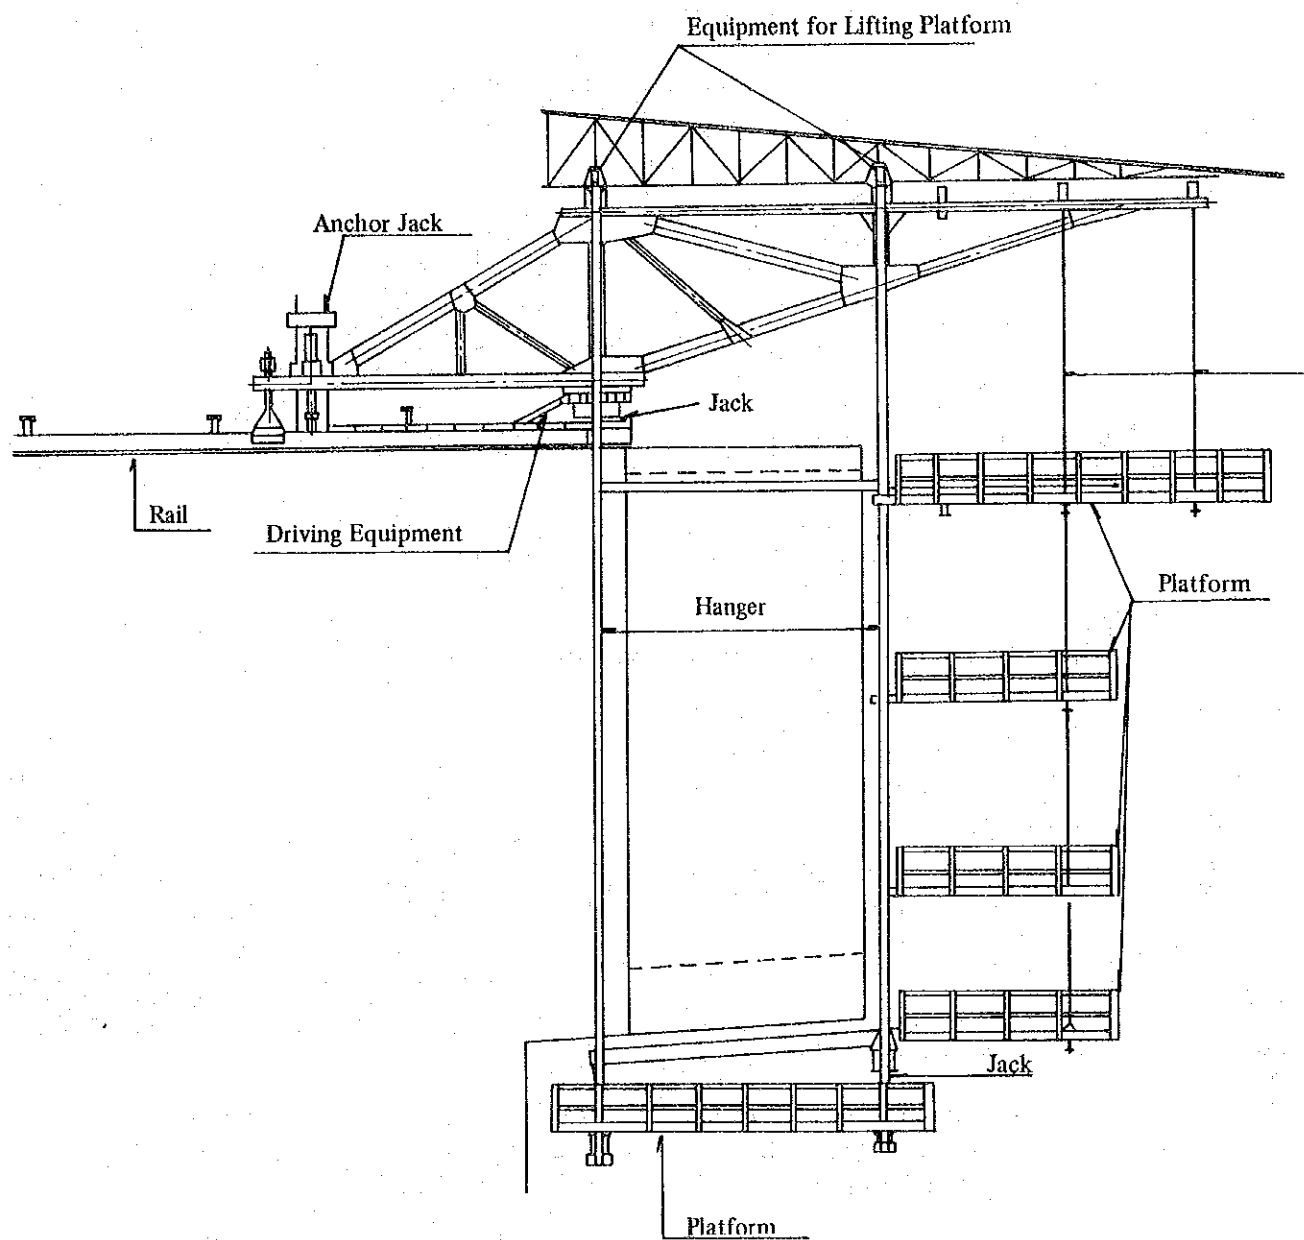 Equipment for Lifting Platform
Anchor Jack
Jack
Rail
Driving Equipment
Platform
Hanger
Jack
Platform